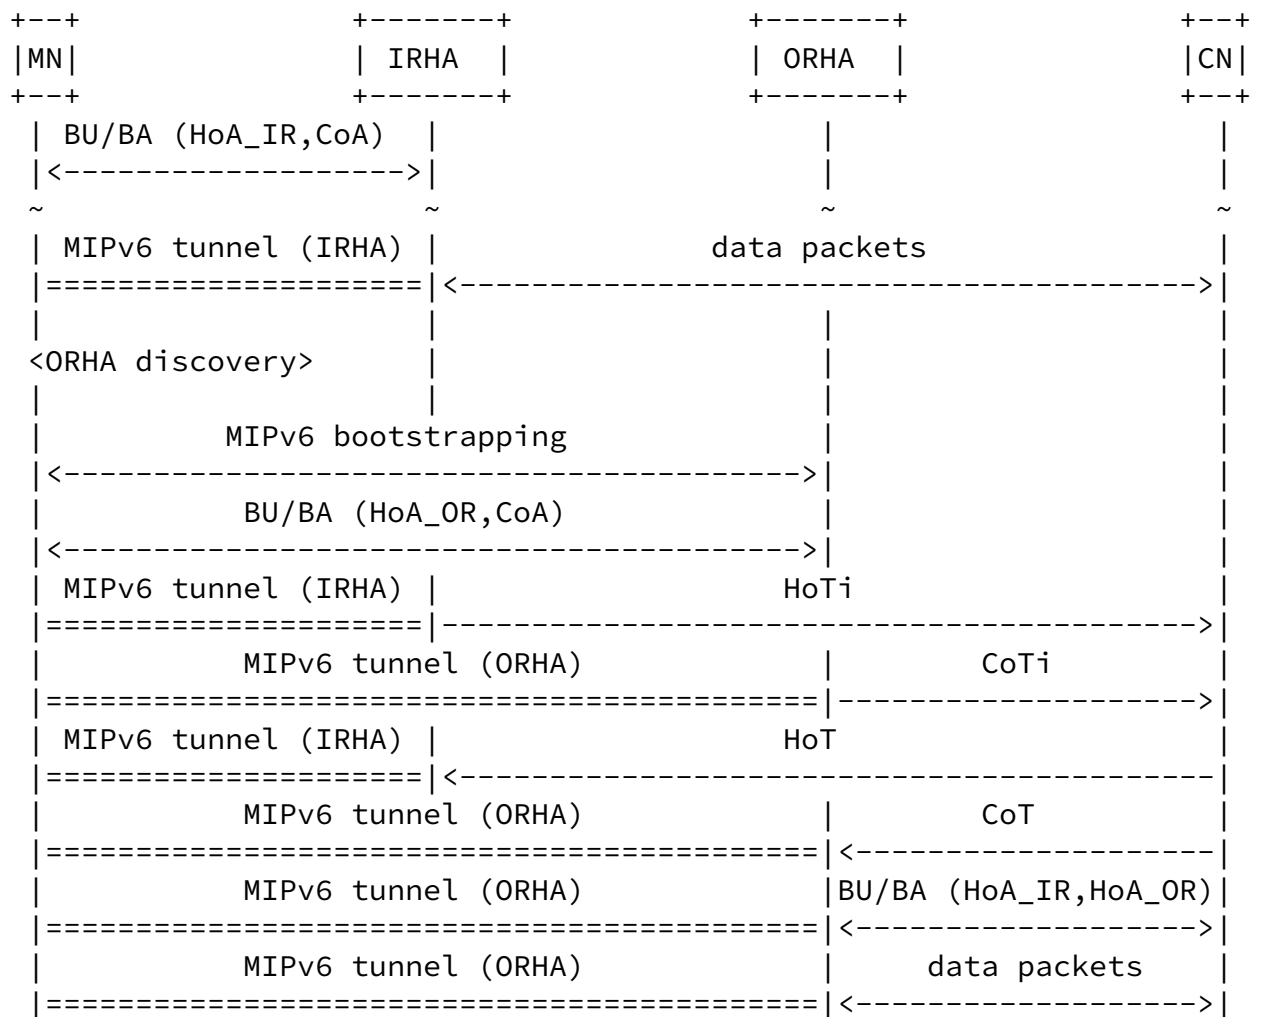 +--+               +-------+             +-------+               +--+
|MN|               | IRHA  |             | ORHA  |               |CN|
+--+               +-------+             +-------+               +--+
 | BU/BA (HoA_IR,CoA)  |                     |                     |
 |<------------------->|                     |                     |
 ~                     ~                     ~                     ~
 | MIPv6 tunnel (IRHA) |              data packets                 |
 |=====================|<----------------------------------------->|
 |                     |                     |                     |
 <ORHA discovery>      |                     |                     |
 |                     |                     |                     |
 |          MIPv6 bootstrapping              |                     |
 |<----------------------------------------->|                     |
 |           BU/BA (HoA_OR,CoA)              |                     |
 |<----------------------------------------->|                     |
 | MIPv6 tunnel (IRHA) |                  HoTi                     |
 |=====================|------------------------------------------>|
 |           MIPv6 tunnel (ORHA)             |        CoTi         |
 |===========================================|-------------------->|
 | MIPv6 tunnel (IRHA) |                  HoT                      |
 |=====================|<------------------------------------------|
 |           MIPv6 tunnel (ORHA)             |        CoT          |
 |===========================================|<--------------------|
 |           MIPv6 tunnel (ORHA)             |BU/BA (HoA_IR,HoA_OR)|
 |===========================================|<------------------->|
 |           MIPv6 tunnel (ORHA)             |     data packets    |
 |===========================================|<------------------->|